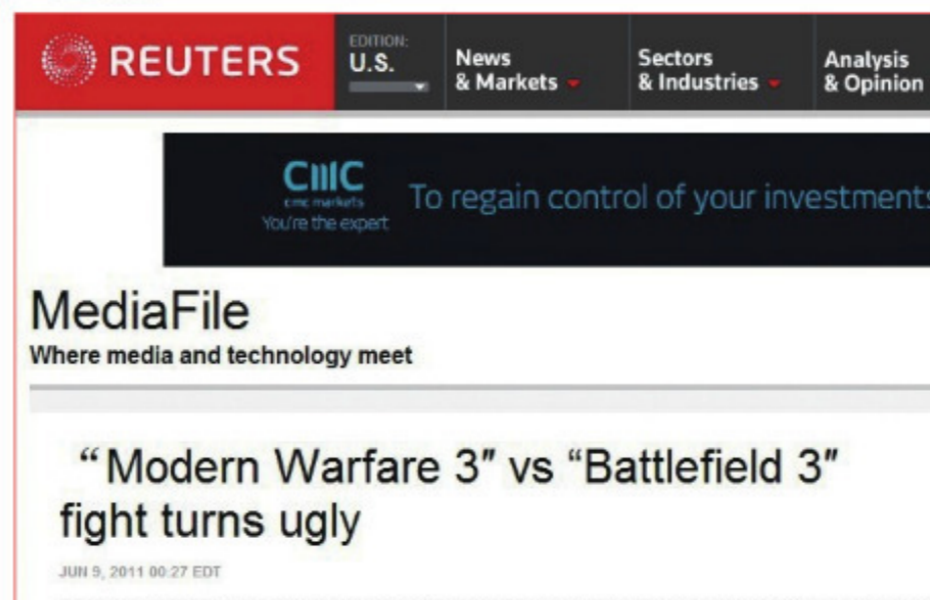 REUTERS
EDITION:
U.S.
News
& Markets
Sectors
& Industries
Analysis
& Opinion
CMC
cmc markets
You're the expert
To regain control of your investments
MediaFile
Where media and technology meet
“Modern Warfare 3” vs “Battlefield 3”
fight turns ugly
JUN 9, 2011 00:27 EDT